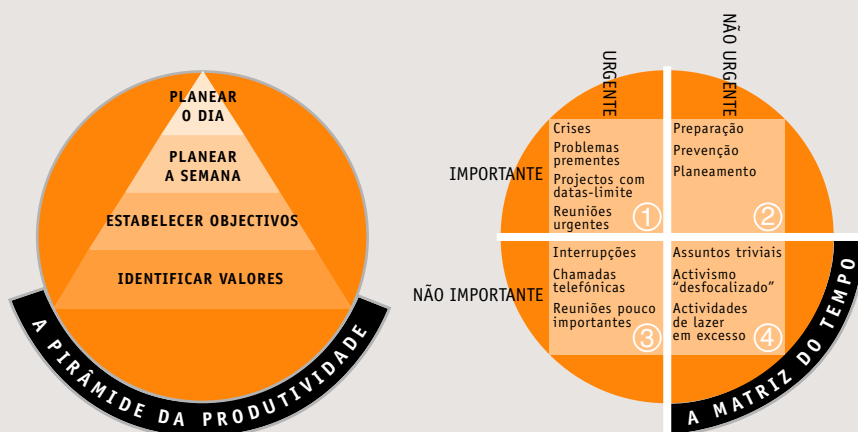 PLANEAR
O DIA
PLANEAR
A SEMANA
ESTABELECER OBJECTIVOS
IDENTIFICAR VALORES
A PIRÂMIDE DA PRODUTIVIDADE
URGENTE
NÃO URGENTE
IMPORTANTE
Crises
Problemas
prementes
Projectos com
datas-limite
Reuniões
urgentes
1
Preparação
Prevenção
Planeamento
2
NÃO IMPORTANTE
Interrupções
Chamadas
telefónicas
Reuniões pouco
importantes
3
Assuntos triviais
Activismo
“desfocalizado”
Actividades
de lazer
em excesso
4
A MATRIZ DO TEMPO